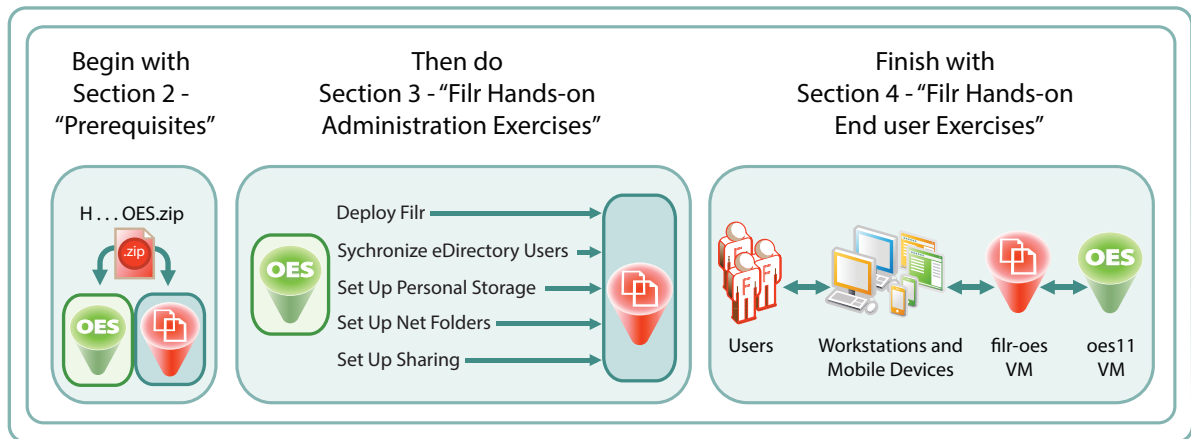 Begin with
Section 2 -
“Prerequisites”
H . . . OES.zip
.zip
OES
Then do
Section 3 - “Filr Hands-on
Administration Exercises”
OES
Deploy Filr
Sychronize eDirectory Users
Set Up Personal Storage
Set Up Net Folders
Set Up Sharing
Finish with
Section 4 - “Filr Hands-on
End user Exercises”
F
F
F
OES
Users
Workstations and
Mobile Devices
filr-oes
VM
oes11
VM